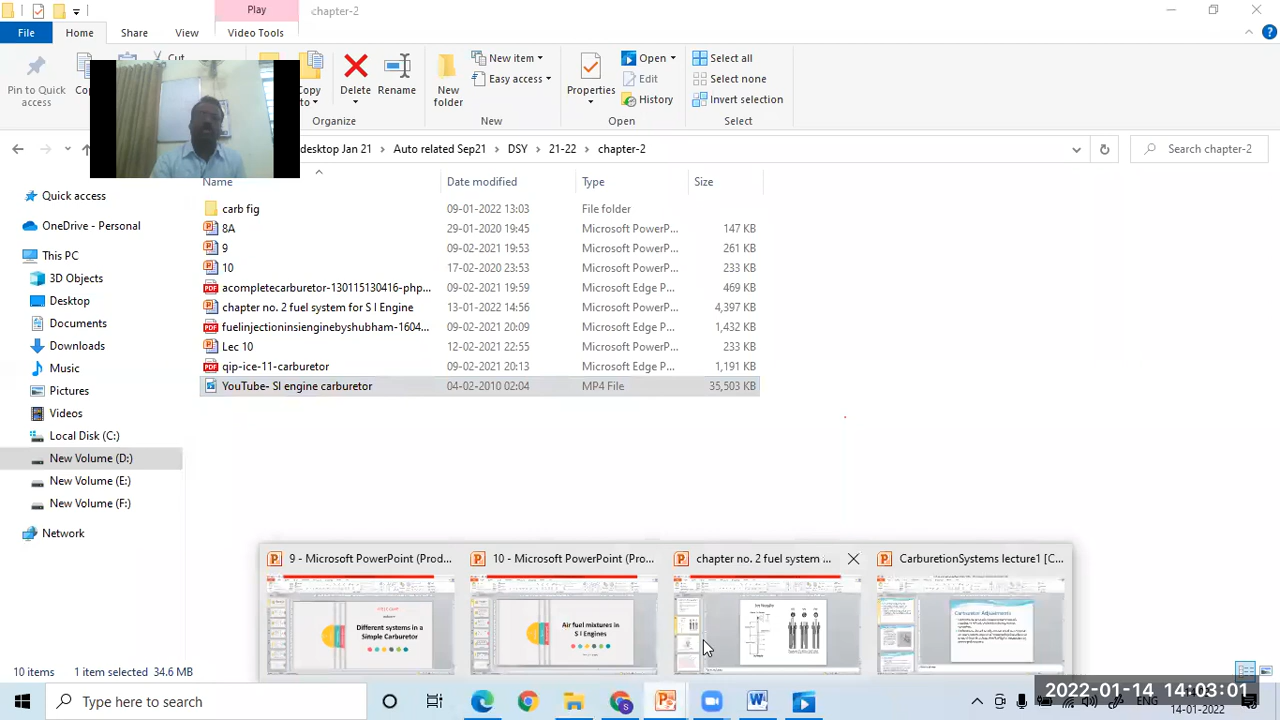 Play
chapter-2
File
Home
Share
View
Video Tools
Pin to Quick
access
Cut
Copy
to
Delete
Rename
New
folder
New item
Easy access
Properties
Open
Edit
History
Select all
Select none
Invert selection
Organize
New
Open
Select
desktop Jan 21
Auto related Sep21
DSY
21-22
chapter-2
Search chapter-2
Name
Date modified
Type
Size
Quick access
OneDrive - Personal
This PC
3D Objects
Desktop
Documents
Downloads
Music
Pictures
Videos
Local Disk (C:)
New Volume (D:)
New Volume (E:)
New Volume (F:)
Network
carb fig 09-01-2022 13:03 File folder
8A 29-01-2020 19:45 Microsoft PowerP... 147 KB
9 09-02-2021 19:53 Microsoft PowerP... 261 KB
10 17-02-2020 23:53 Microsoft PowerP... 233 KB
acompletecarburetor-130115130416-php... 09-02-2021 19:59 Microsoft Edge P... 469 KB
chapter no. 2 fuel system for S I Engine 13-01-2022 14:56 Microsoft PowerP... 4,397 KB
fuelinjectioninsienginebyshubham-1604... 09-02-2021 20:09 Microsoft Edge P... 1,432 KB
Lec 10 12-02-2021 22:55 Microsoft PowerP... 233 KB
qip-ice-11-carburetor 09-02-2021 20:13 Microsoft Edge P... 1,191 KB
YouTube- SI engine carburetor 04-02-2010 02:04 MP4 File 35,503 KB
9 - Microsoft PowerPoint (Prod...
10 - Microsoft PowerPoint (Pro...
chapter no. 2 fuel system ...
CarburetionSystems lecture1 [C...
Different systems in a
Simple Carburetor
Air fuel mixtures in
S I Engines
Carburetor Adjustments
10 items
1 item selected 34.6 MB
Type here to search
ENG
2022-01-14 14:03:01
14-01-2022